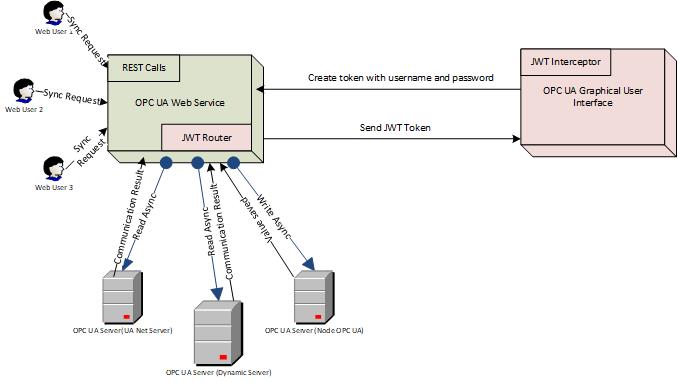 Web User 1
Sync Request
REST Calls
JWT Interceptor
Create token with username and password
OPC UA Graphical User
Interface
Web User 2
Sync Request
OPC UA Web Service
Send JWT Token
JWT Router
Sync
Request
Web User 3
Communication Result
Read Async
Read Async
Communication Result
Write Async
Value saved
OPC UA Server(UA Net Server)
OPC UA Server (Node OPC UA)
OPC UA Server (Dynamic Server)